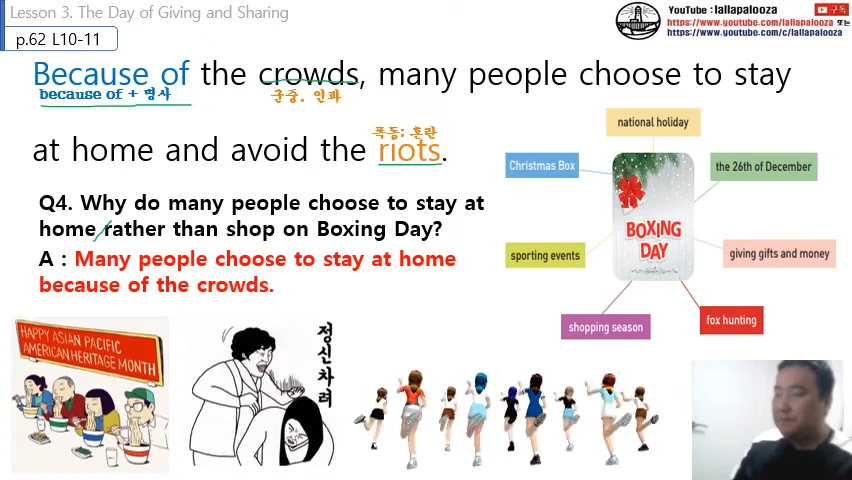 Lesson 3. The Day of Giving and Sharing
YouTube : lallapalooza
구독
https://www.youtube.com/lallapalooza 또는
https://www.youtube.com/c/lallapalooza
p.62 L10-11
Because of the crowds, many people choose to stay
because of + 명사
군중, 인파
폭동: 혼란
at home and avoid the riots.
Q4. Why do many people choose to stay at
home rather than shop on Boxing Day?
A : Many people choose to stay at home
because of the crowds.
national holiday
Christmas Box
the 26th of December
BOXING
DAY
sporting events
giving gifts and money
shopping season
fox hunting
HAPPY ASIAN PACIFIC
AMERICAN HERITAGE MONTH
정신차려